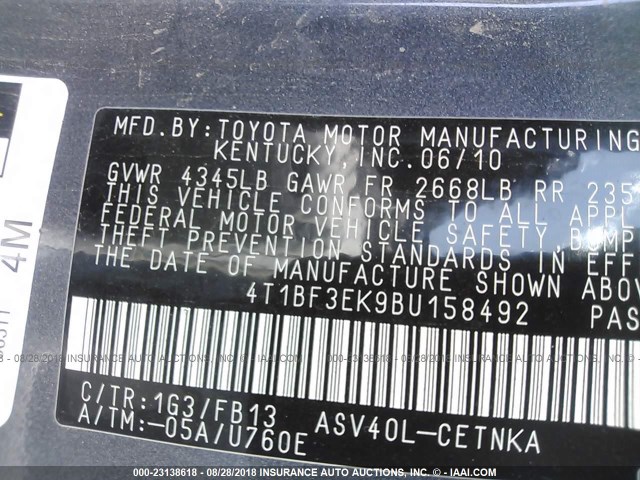 MFD.BY:TOYOTA MOTOR MANUFACTURING
KENTUCKY,INC.06/10
GVWR 4345LB GAWR FR 2668LB RR 235
THIS VEHICLE CONFORMS TO ALL APPL
FEDERAL MOTOR VEHICLE SAFETY,BUMP
THEFT PREVENTION STANDARDS IN EFF
THE DATE OF MANUFACTURE SHOWN ABOV
4T1BF3EK9BU158492 PAS
C/TR:1G3/FB13 ASV40L-CETNKA
A/TM:-05A/U760E
4M
000-23138618 - 08/28/2018 INSURANCE AUTO AUCTIONS - © - IAAI.COM